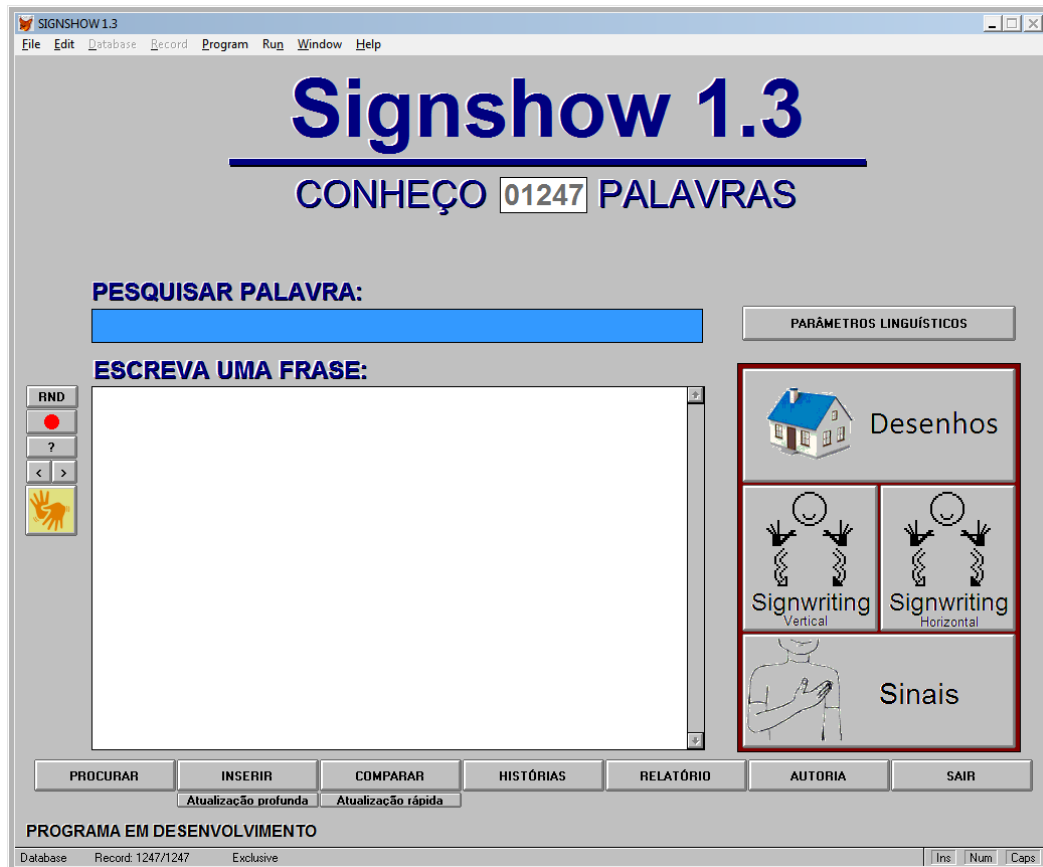 SIGNSHOW 1.3
File Edit Database Record Program Run Window Help
Signshow 1.3
CONHEÇO 01247 PALAVRAS
PESQUISAR PALAVRA:
PARÂMETROS LINGUÍSTICOS
ESCREVA UMA FRASE:
RND
?
< >
Desenhos
Signwriting
Vertical
Signwriting
Horizontal
Sinais
PROCURAR INSERIR COMPARAR HISTÓRIAS RELATÓRIO AUTORIA SAIR
Atualização profunda Atualização rápida
PROGRAMA EM DESENVOLVIMENTO
Database Record: 1247/1247 Exclusive Ins Num Caps